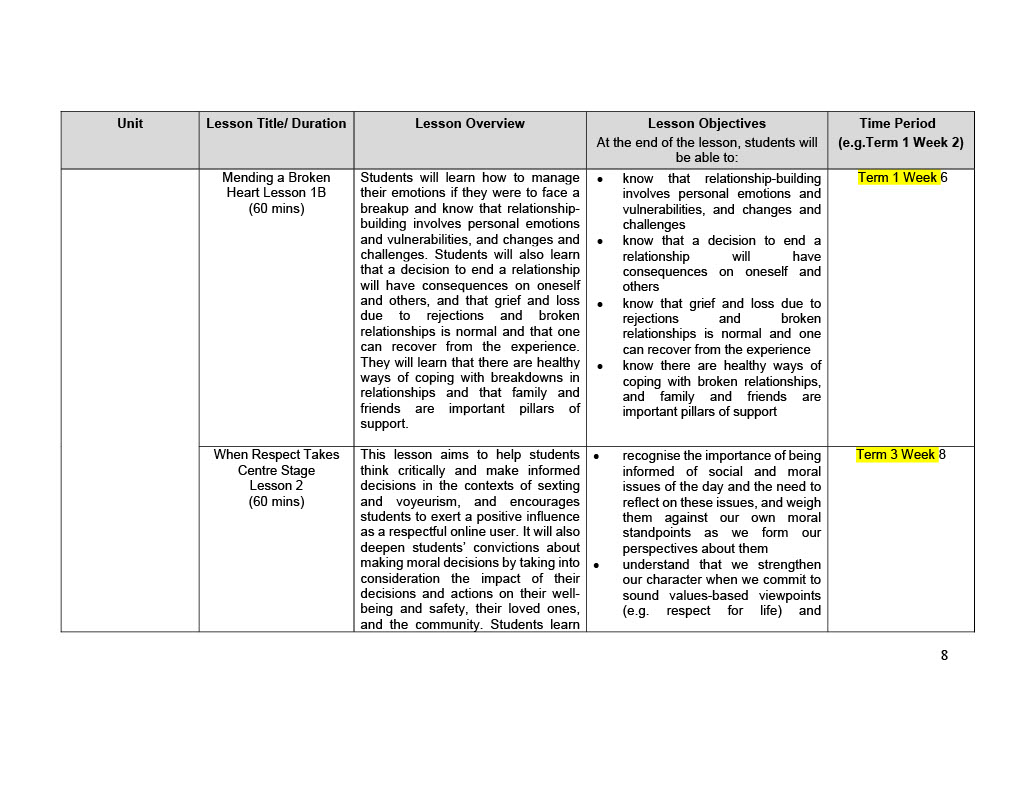 Unit
Lesson Title/ Duration
Lesson Overview
Lesson Objectives
At the end of the lesson, students will
be able to:
Time Period
(e.g.Term 1 Week 2)
Mending a Broken
Heart Lesson 1B
(60 mins)
Students will learn how to manage
their emotions if they were to face a
breakup and know that relationship-
building involves personal emotions
and vulnerabilities, and changes and
challenges. Students will also learn
that a decision to end a relationship
will have consequences on oneself
and others, and that grief and loss
due to rejections and broken
relationships is normal and that one
can recover from the experience.
They will learn that there are healthy
ways of coping with breakdowns in
relationships and that family and
friends are important pillars of
support.
• know that relationship-building
involves personal emotions and
vulnerabilities, and changes and
challenges
• know that a decision to end a
relationship will have
consequences on oneself and
others
• know that grief and loss due to
rejections and broken
relationships is normal and one
can recover from the experience
• know there are healthy ways of
coping with broken relationships,
and family and friends are
important pillars of support
Term 1 Week 6
When Respect Takes
Centre Stage
Lesson 2
(60 mins)
This lesson aims to help students
think critically and make informed
decisions in the contexts of sexting
and voyeurism, and encourages
students to exert a positive influence
as a respectful online user. It will also
deepen students' convictions about
making moral decisions by taking into
consideration the impact of their
decisions and actions on their well-
being and safety, their loved ones,
and the community. Students learn
• recognise the importance of being
informed of social and moral
issues of the day and the need to
reflect on these issues, and weigh
them against our own moral
standpoints as we form our
perspectives about them
• understand that we strengthen
our character when we commit to
sound values-based viewpoints
(e.g. respect for life) and
Term 3 Week 8
8